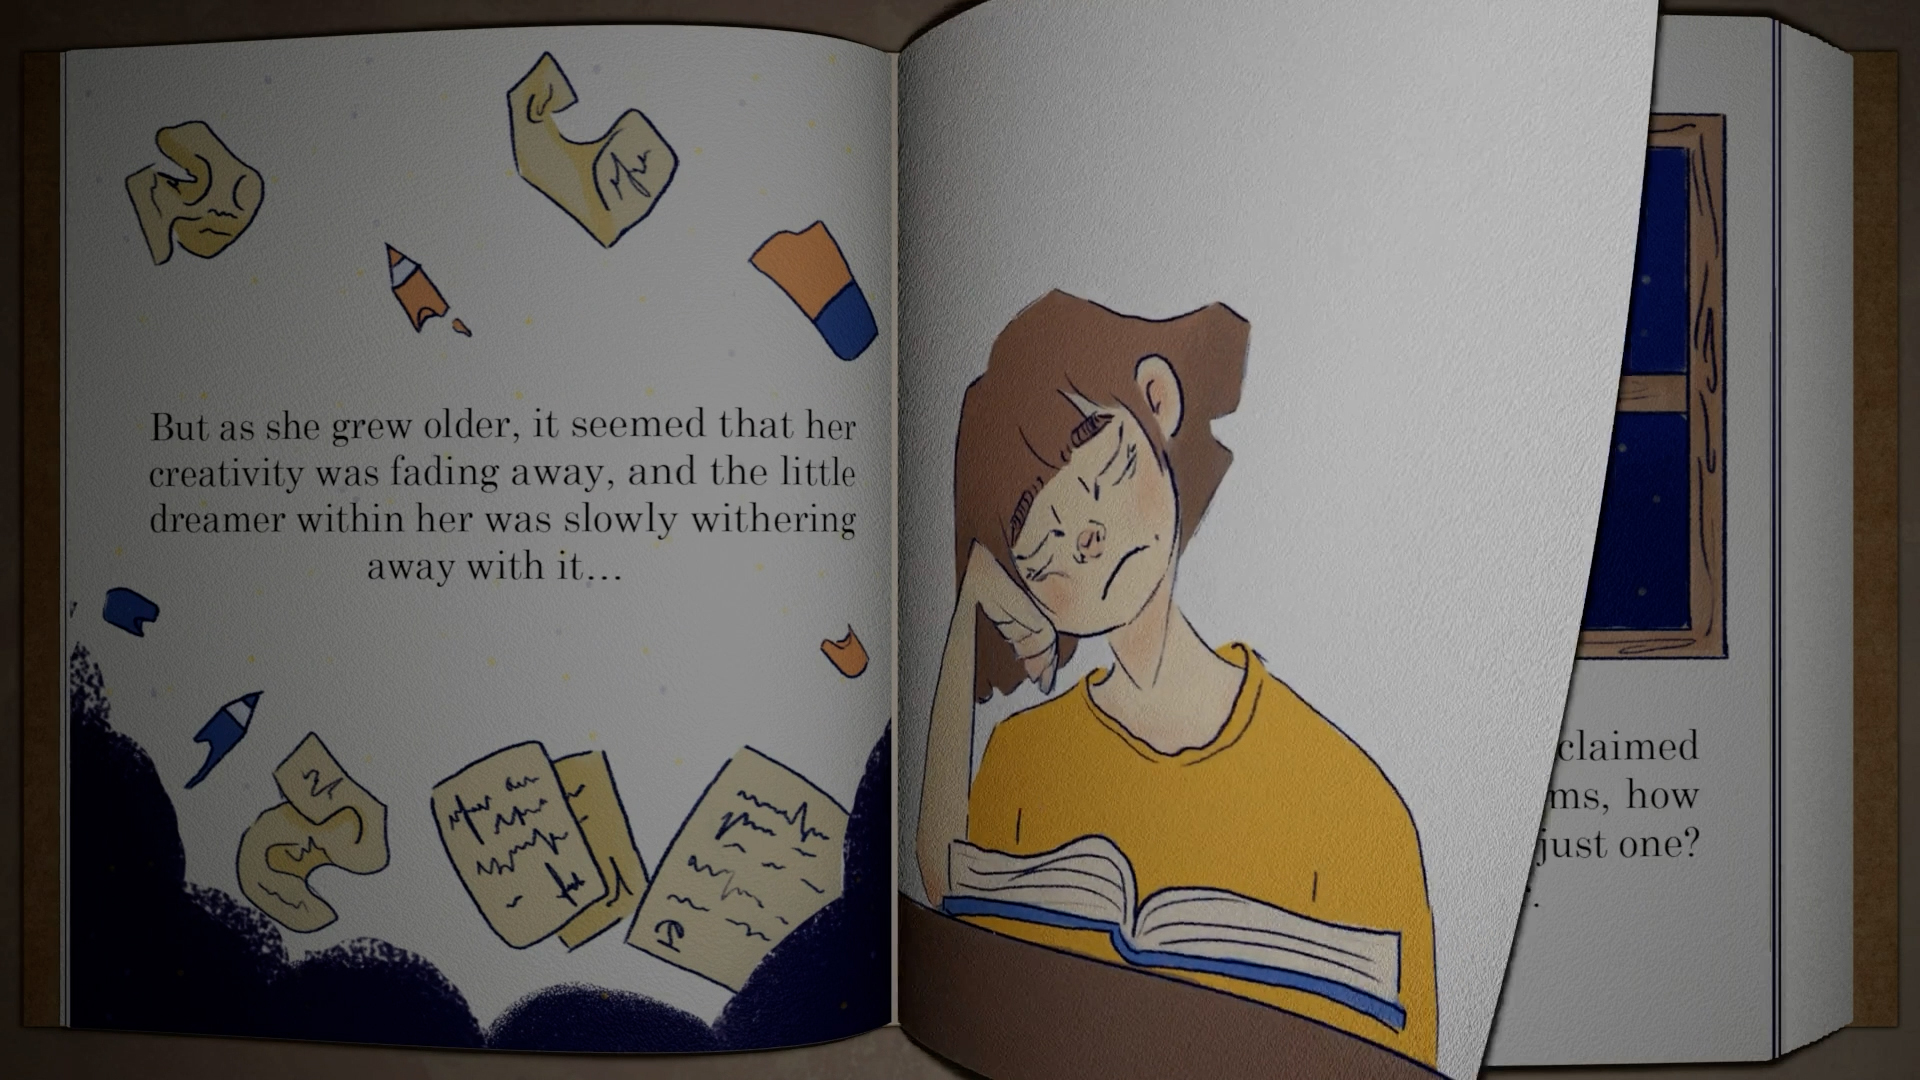 But as she grew older, it seemed that her
creativity was fading away, and the little
dreamer within her was slowly withering
away with it...
claimed
ms, how
just one?